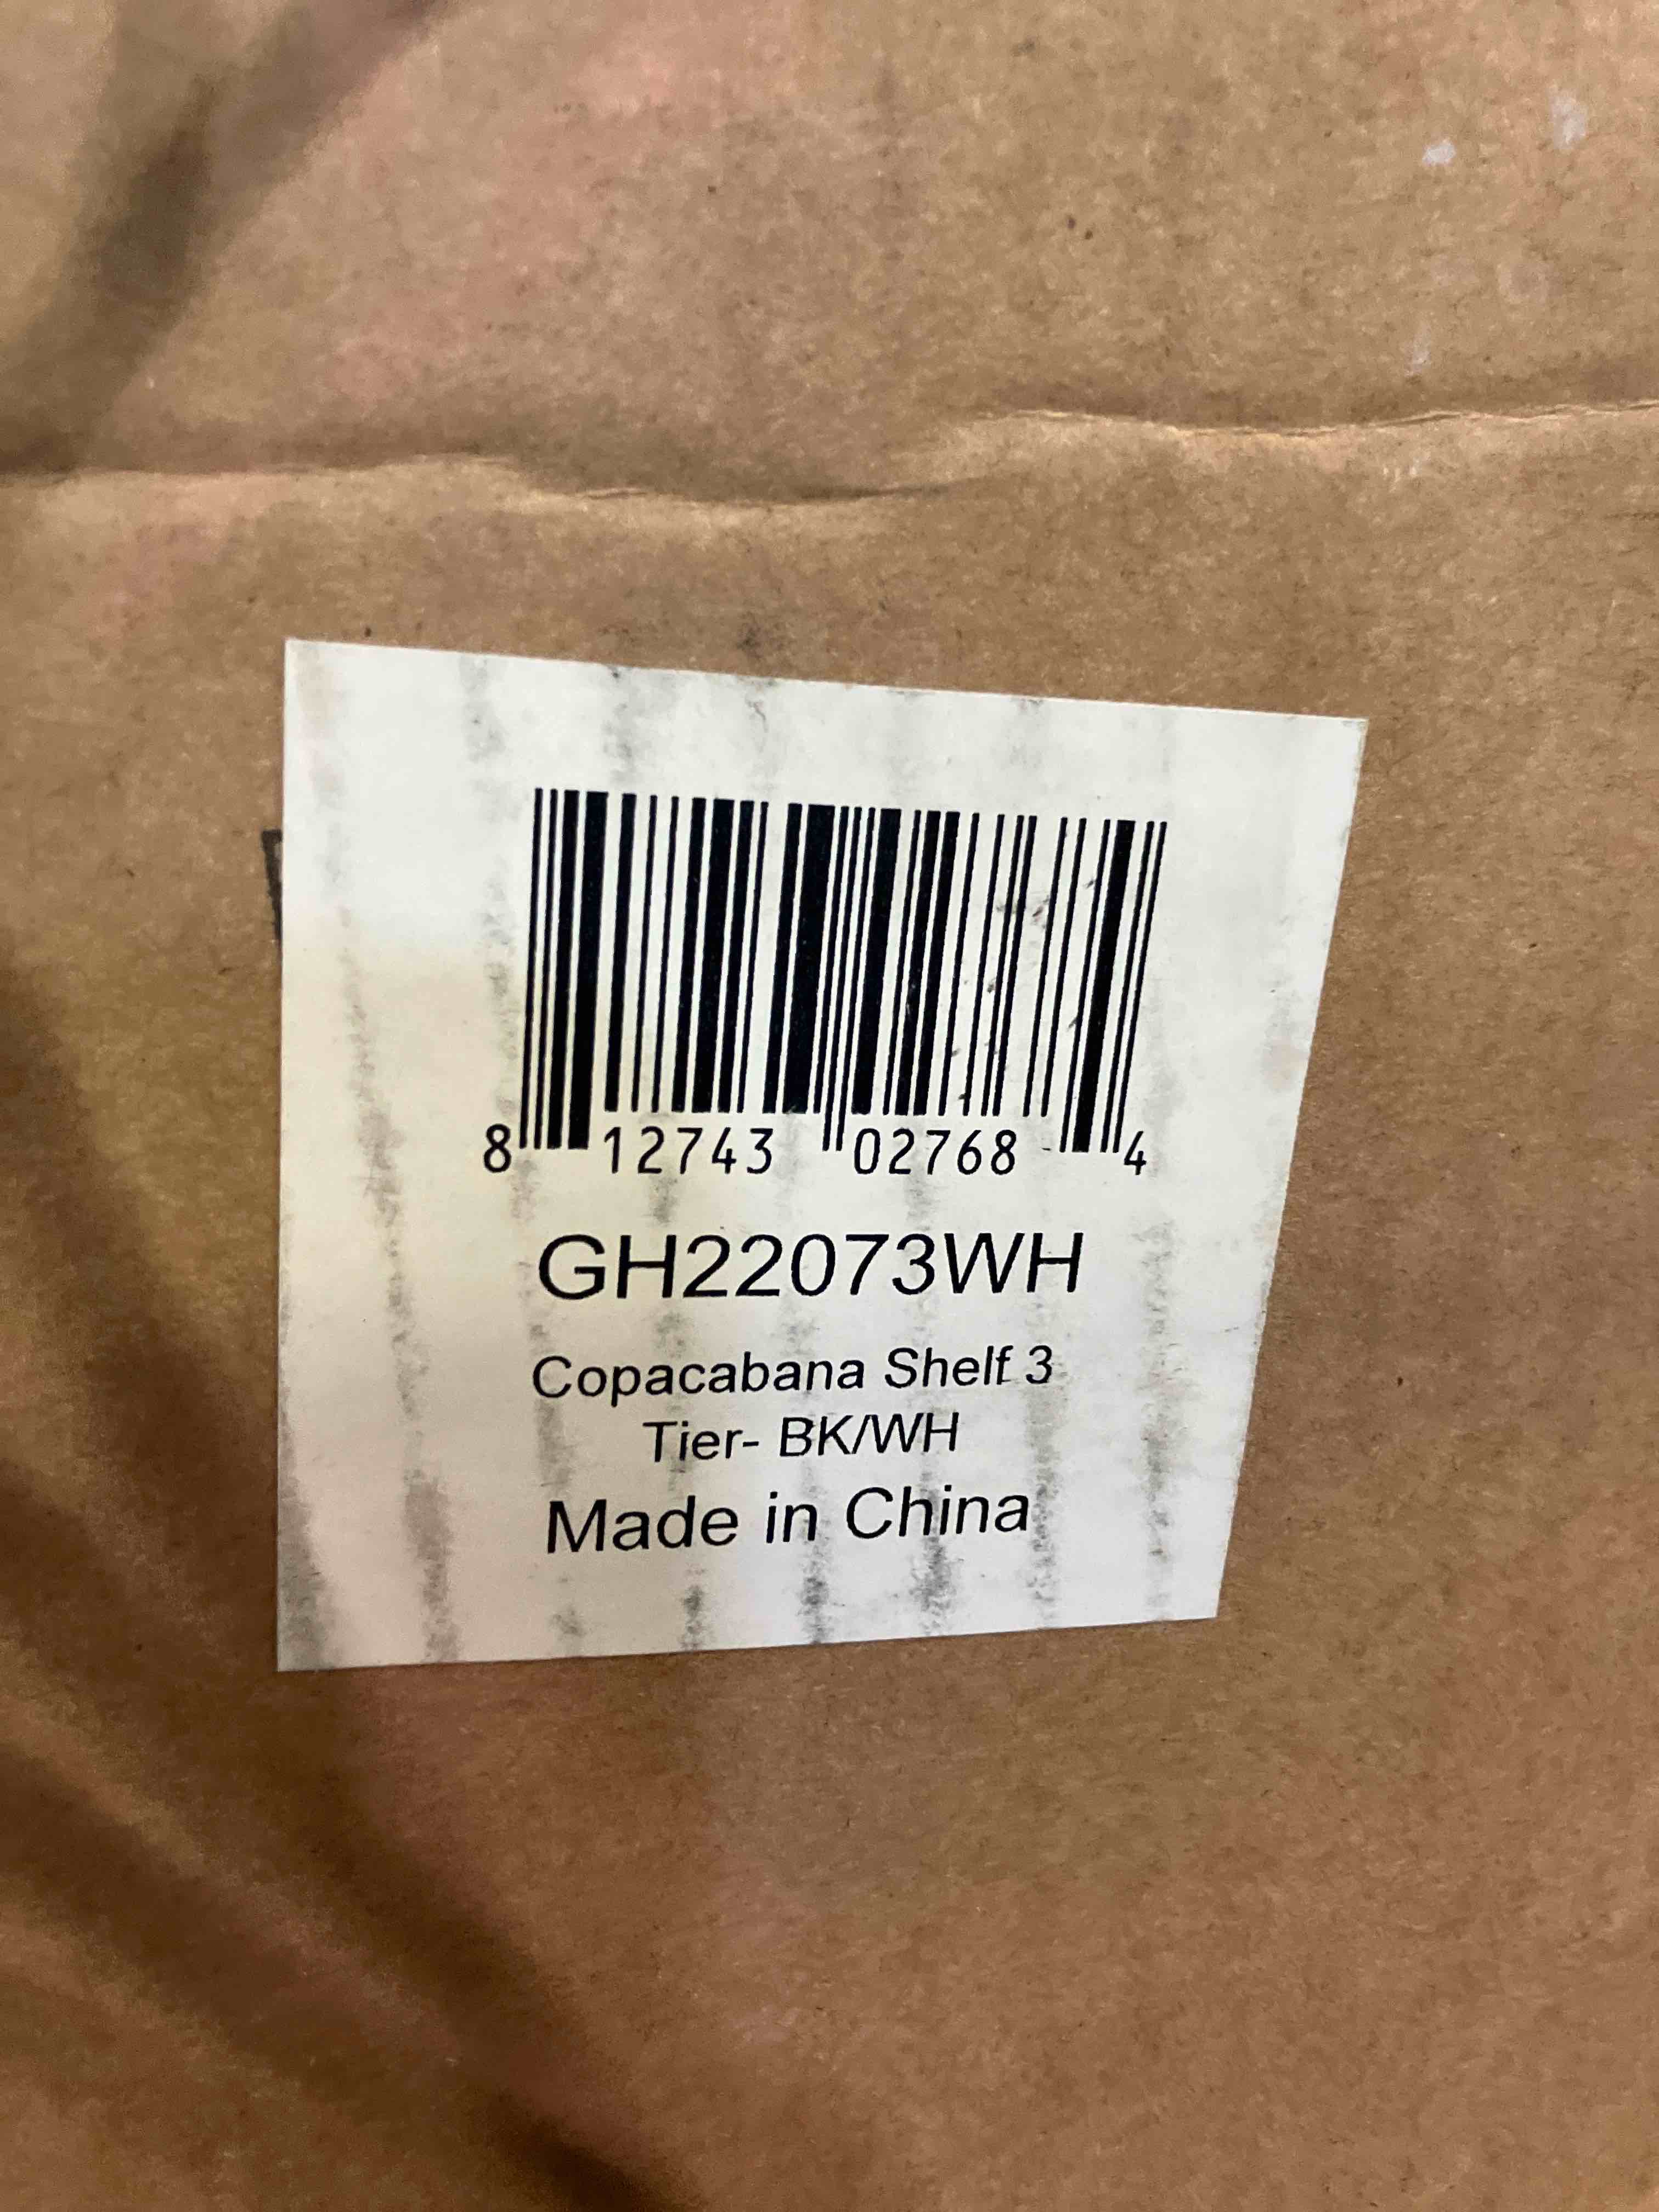 8 12743 02768 4
GH22073WH
Copacabana Shelf 3
Tier- BK/WH
Made in China